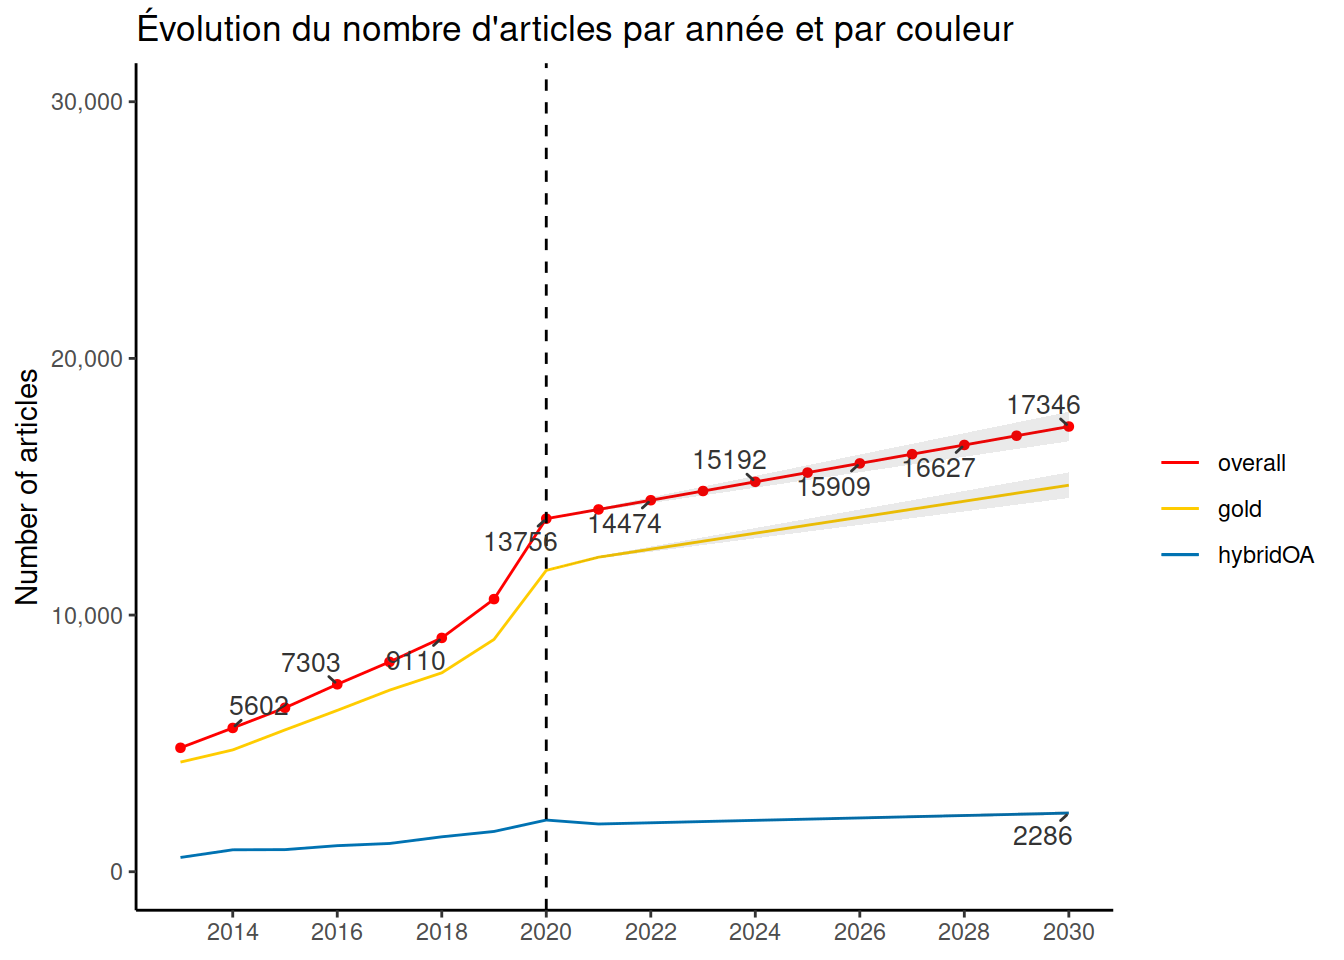 Évolution du nombre d'articles par année et par couleur
Number of articles
30,000
20,000
10,000
0
5602
7303
9110
13756
14474
15192
15909
16627
17346
2286
2014 2016 2018 2020 2022 2024 2026 2028 2030
overall
gold
hybridOA